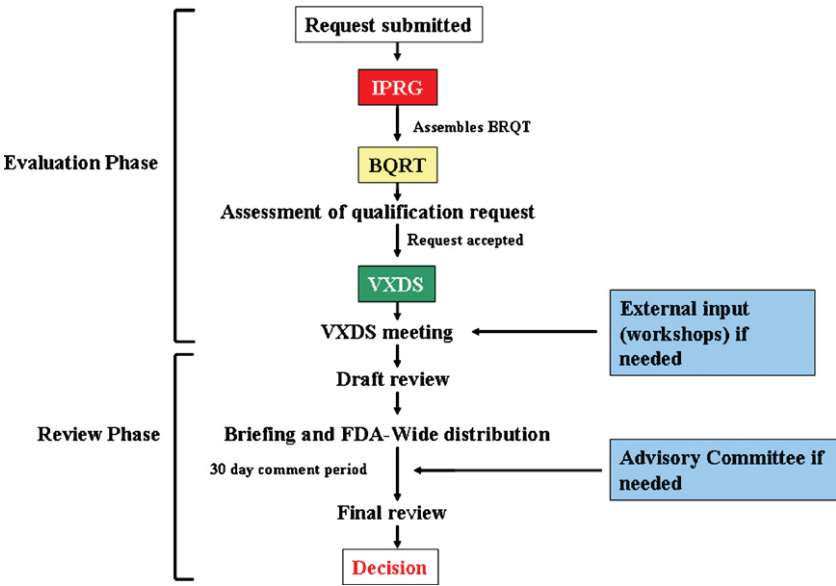 Request submitted
IPRG
Assembles BRQT
Evaluation Phase
BQRT
Assessment of qualification request
Request accepted
VXDS
External input
(workshops) if
needed
VXDS meeting
Draft review
Review Phase
Briefing and FDA-Wide distribution
30 day comment period
Advisory Committee if
needed
Final review
Decision